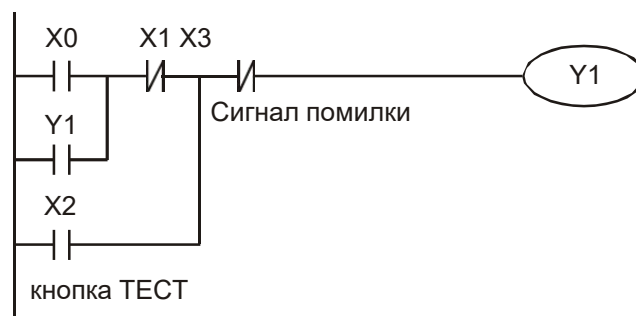 X0
X1 X3
Y1
Сигнал помилки
Y1
X2
кнопка ТЕСТ